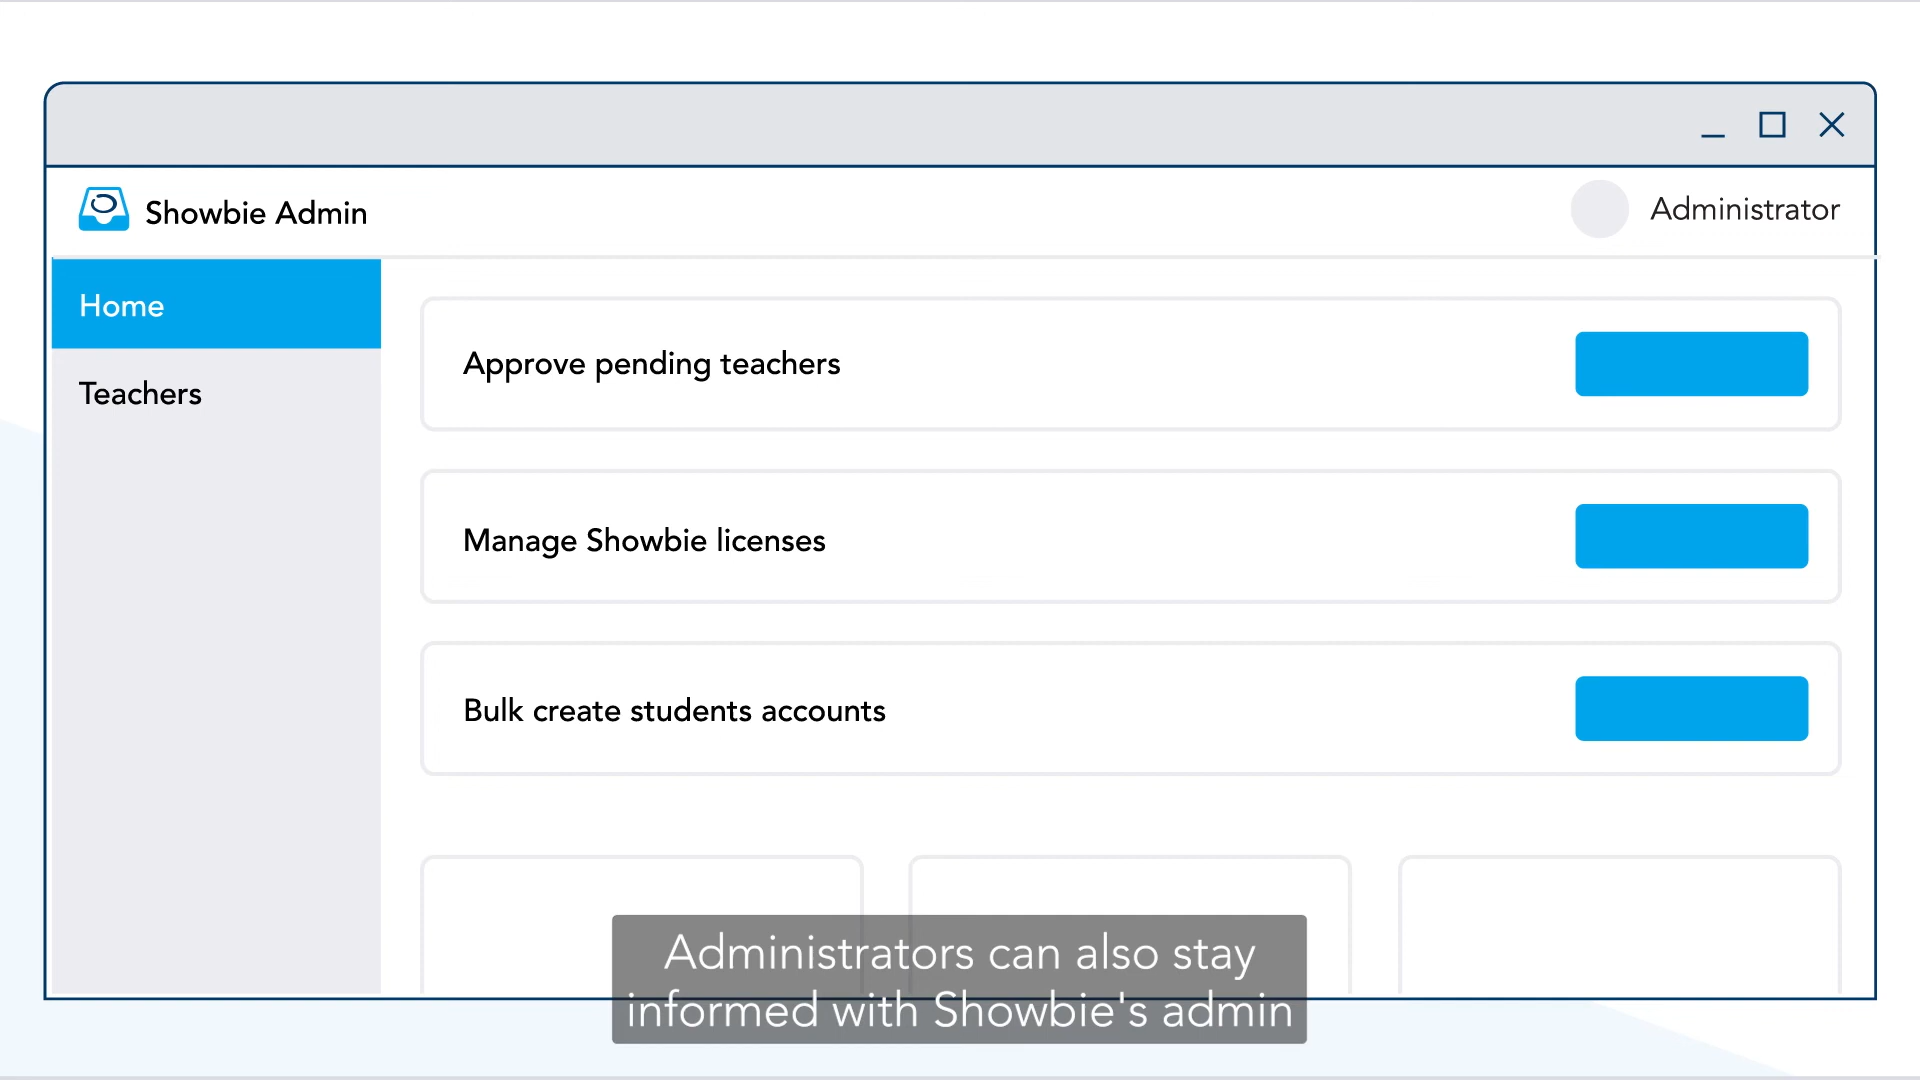 Showbie Admin
Administrator
Home
Teachers
Approve pending teachers
Manage Showbie licenses
Bulk create students accounts
Administrators can also stay
informed with Showbie's admin